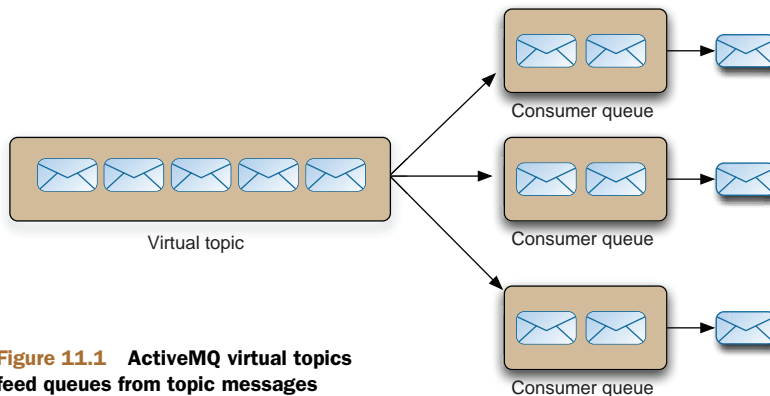 Consumer queue
Virtual topic
Consumer queue
Figure 11.1 ActiveMQ virtual topics
feed queues from topic messages
Consumer queue